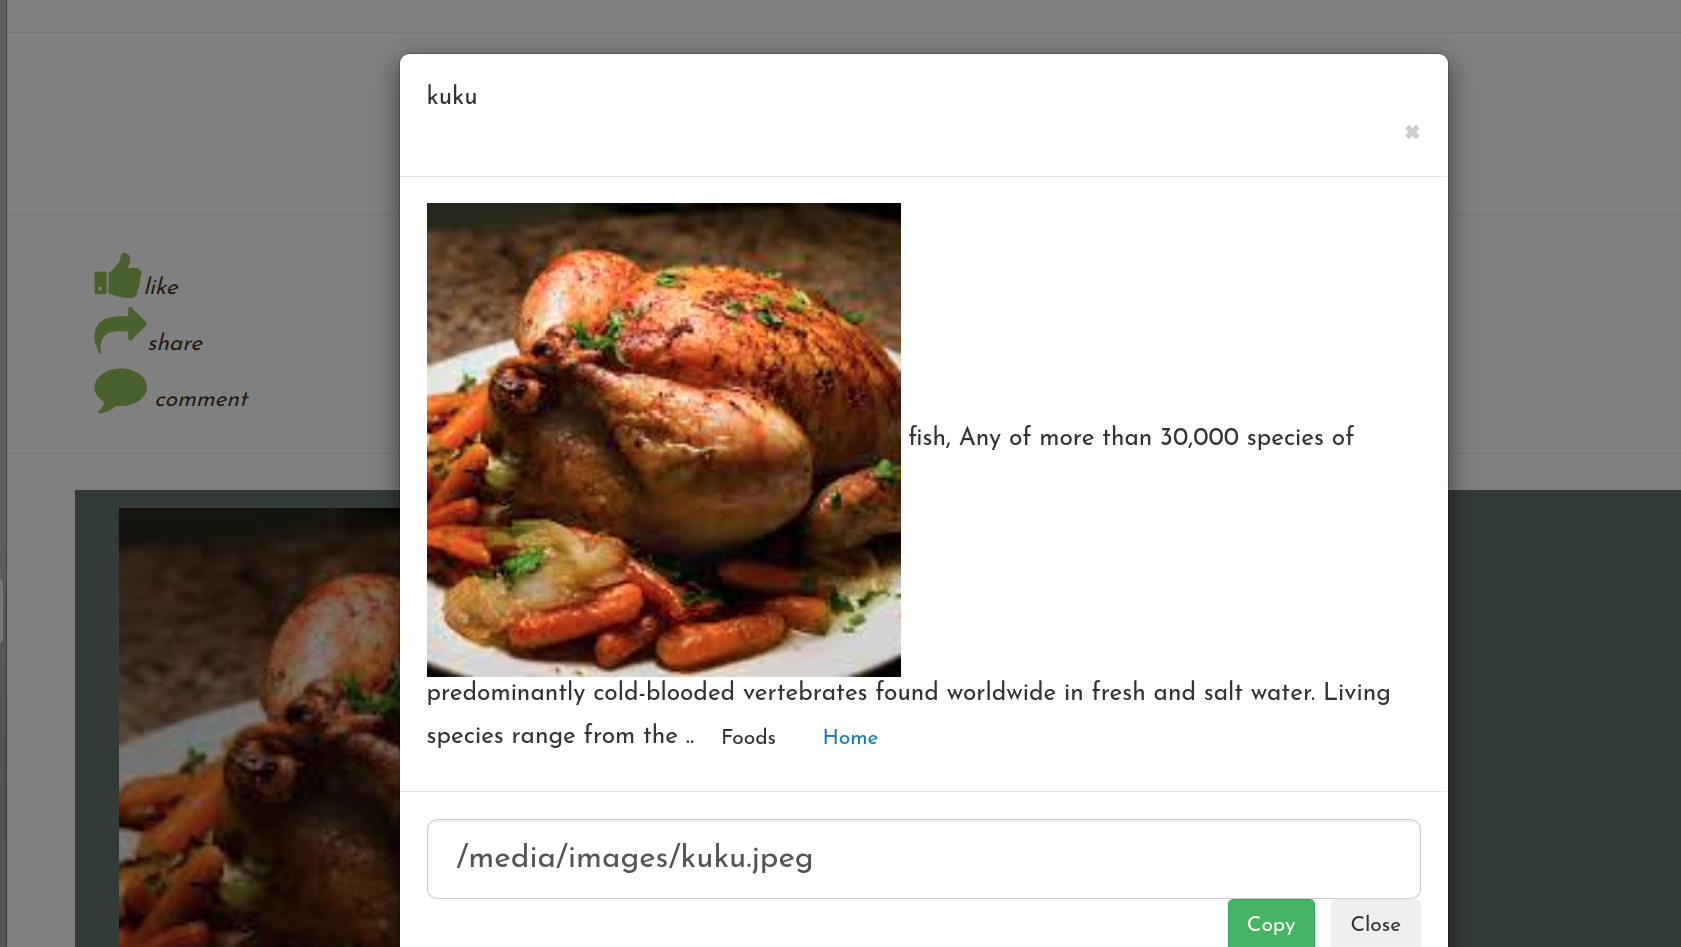 kuku
✖
like
share
comment
fish, Any of more than 30,000 species of
predominantly cold-blooded vertebrates found worldwide in fresh and salt water. Living
species range from the .. Foods Home
/media/images/kuku.jpeg
Copy Close